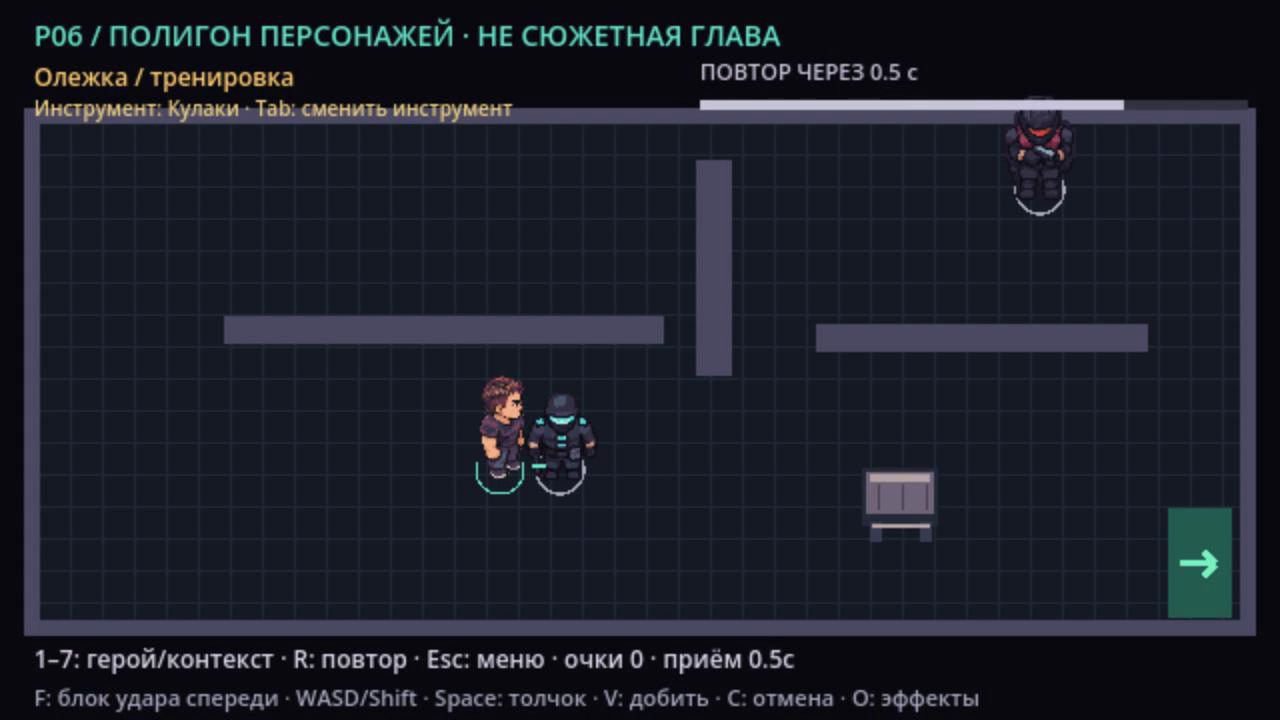 P06 / ПОЛИГОН ПЕРСОНАЖЕЙ · НЕ СЮЖЕТНАЯ ГЛАВА
Олежка / тренировка
ПОВТОР ЧЕРЕЗ 0.5 с
Инструмент: Кулаки · Tab: сменить инструмент
→
1–7: герой/контекст · R: повтор · Esc: меню · очки 0 · приём 0.5с
F: блок удара спереди · WASD/Shift · Space: толчок · V: добить · C: отмена · O: эффекты